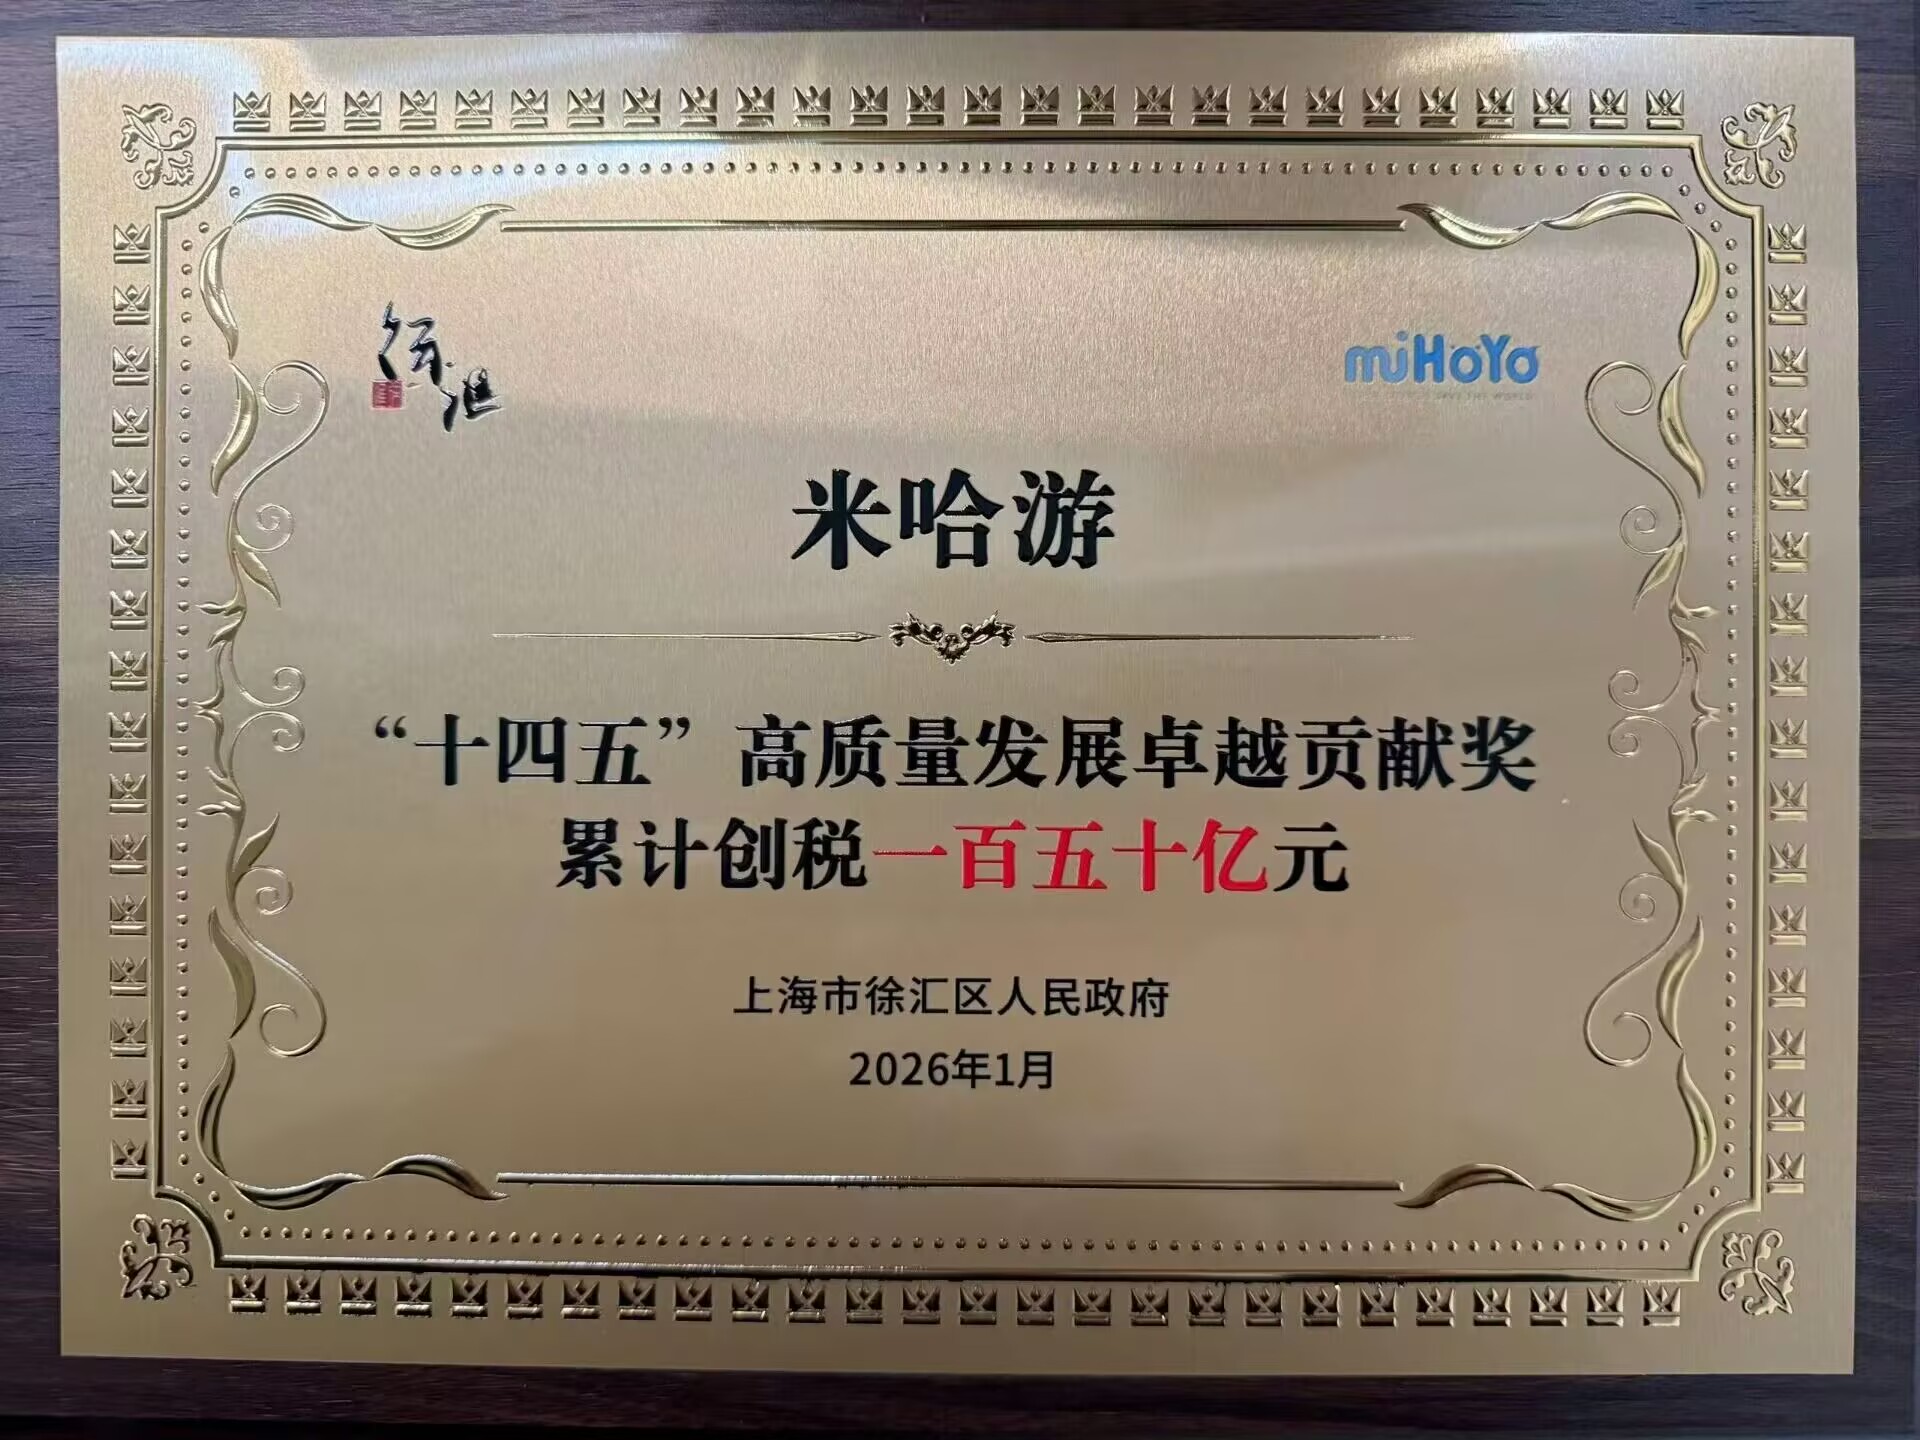 徐汇
miHoYo
米哈游
“十四五”高质量发展卓越贡献奖
累计创税一百五十亿元
上海市徐汇区人民政府
2026年1月